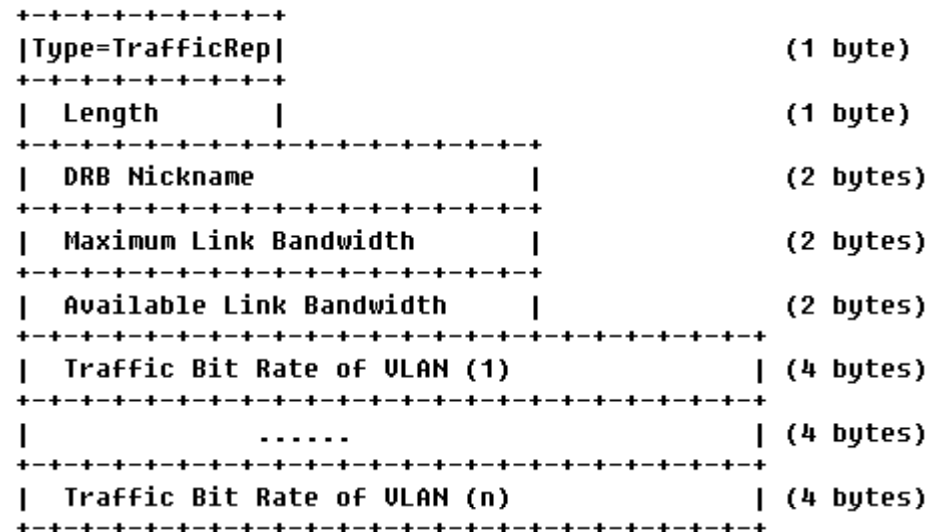 +-+-+-+-+-+-+-+-+
|Type=TrafficRep| (1 byte)
+-+-+-+-+-+-+-+-+
| Length | (1 byte)
+-+-+-+-+-+-+-+-+-+-+-+-+-+-+-+-+
| DRB Nickname | (2 bytes)
+-+-+-+-+-+-+-+-+-+-+-+-+-+-+-+-+
| Maximum Link Bandwidth | (2 bytes)
+-+-+-+-+-+-+-+-+-+-+-+-+-+-+-+-+
| Available Link Bandwidth | (2 bytes)
+-+-+-+-+-+-+-+-+-+-+-+-+-+-+-+-+-+-+-+-+-+-+-+
| Traffic Bit Rate of VLAN (1) | (4 bytes)
+-+-+-+-+-+-+-+-+-+-+-+-+-+-+-+-+-+-+-+-+-+-+-+
| ...... | (4 bytes)
+-+-+-+-+-+-+-+-+-+-+-+-+-+-+-+-+-+-+-+-+-+-+-+
| Traffic Bit Rate of VLAN (n) | (4 bytes)
+-+-+-+-+-+-+-+-+-+-+-+-+-+-+-+-+-+-+-+-+-+-+-+